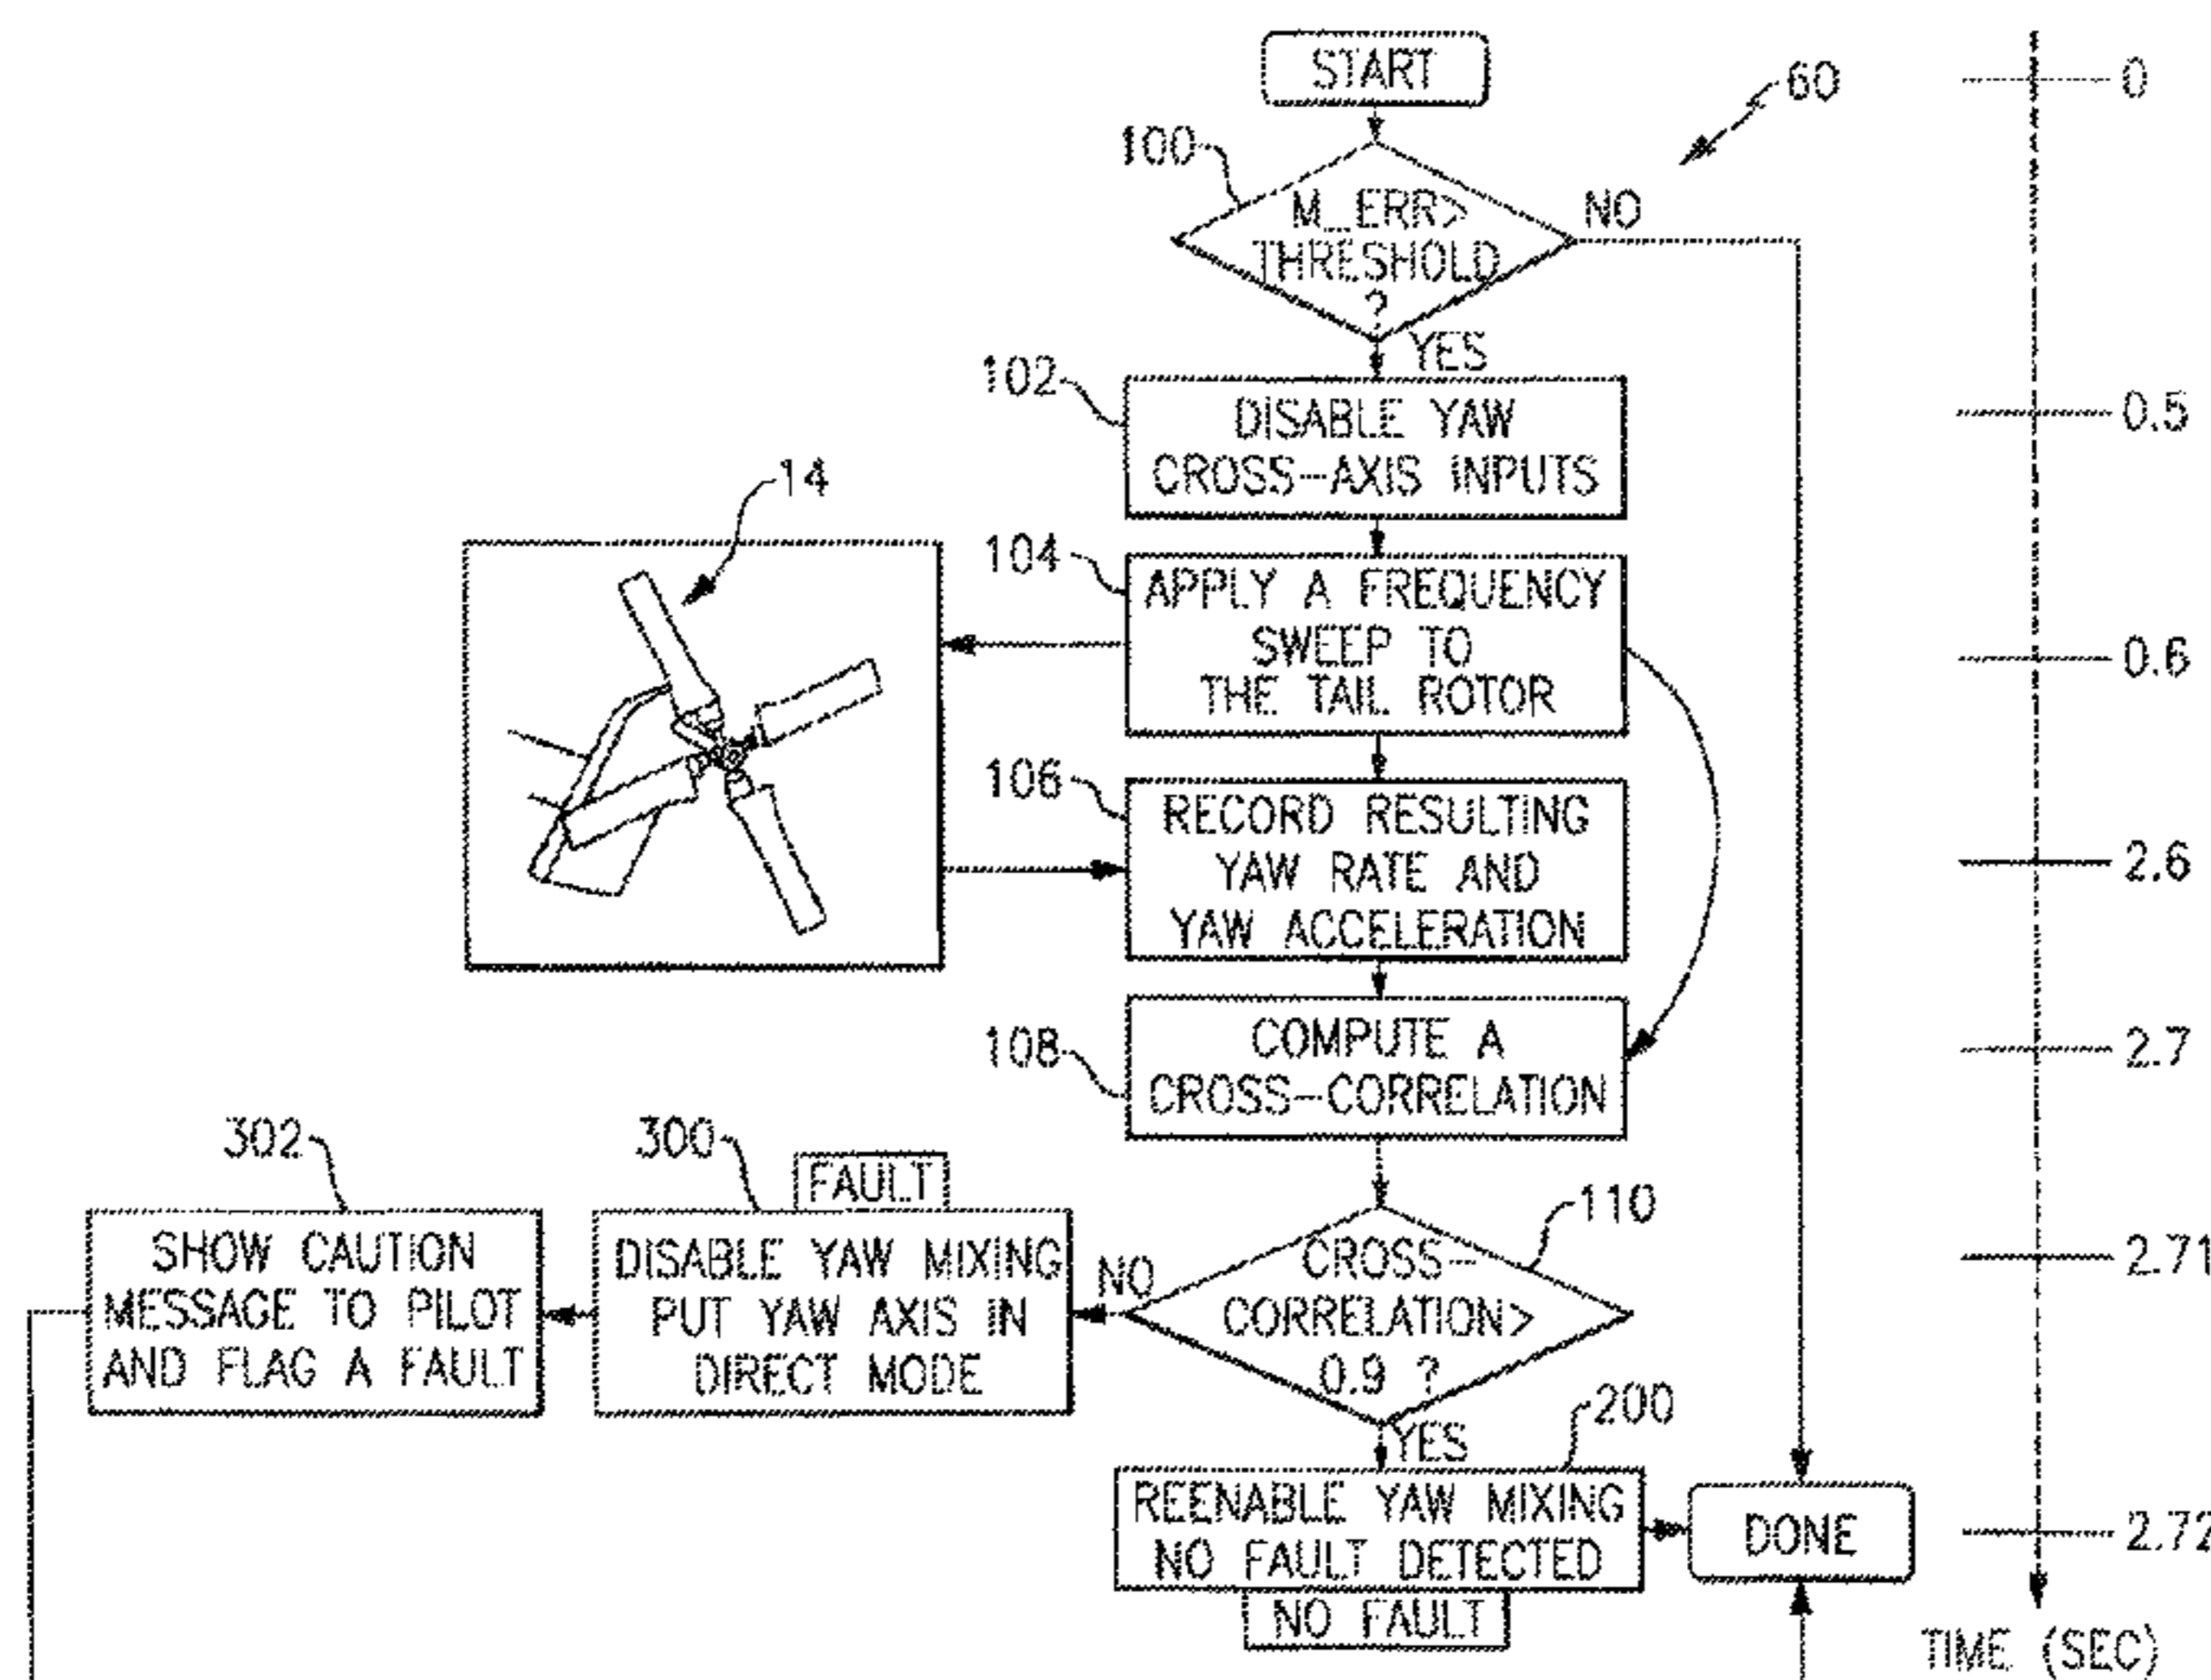 START
0
60
100
M_ERR>
THRESHOLD
?
NO
YES
102
DISABLE YAW
CROSS-AXIS INPUTS
0.5
14
104
APPLY A FREQUENCY
SWEEP TO
THE TAIL ROTOR
0.6
106
RECORD RESULTING
YAW RATE AND
YAW ACCELERATION
2.6
108
COMPUTE A
CROSS-CORRELATION
2.7
302
SHOW CAUTION
MESSAGE TO PILOT
AND FLAG A FAULT
300
FAULT
DISABLE YAW MIXING
PUT YAW AXIS IN
DIRECT MODE
NO
110
CROSS-
CORRELATION>
0.9 ?
2.71
YES
200
REENABLE YAW MIXING
NO FAULT DETECTED
NO FAULT
DONE
2.72
TIME (SEC)